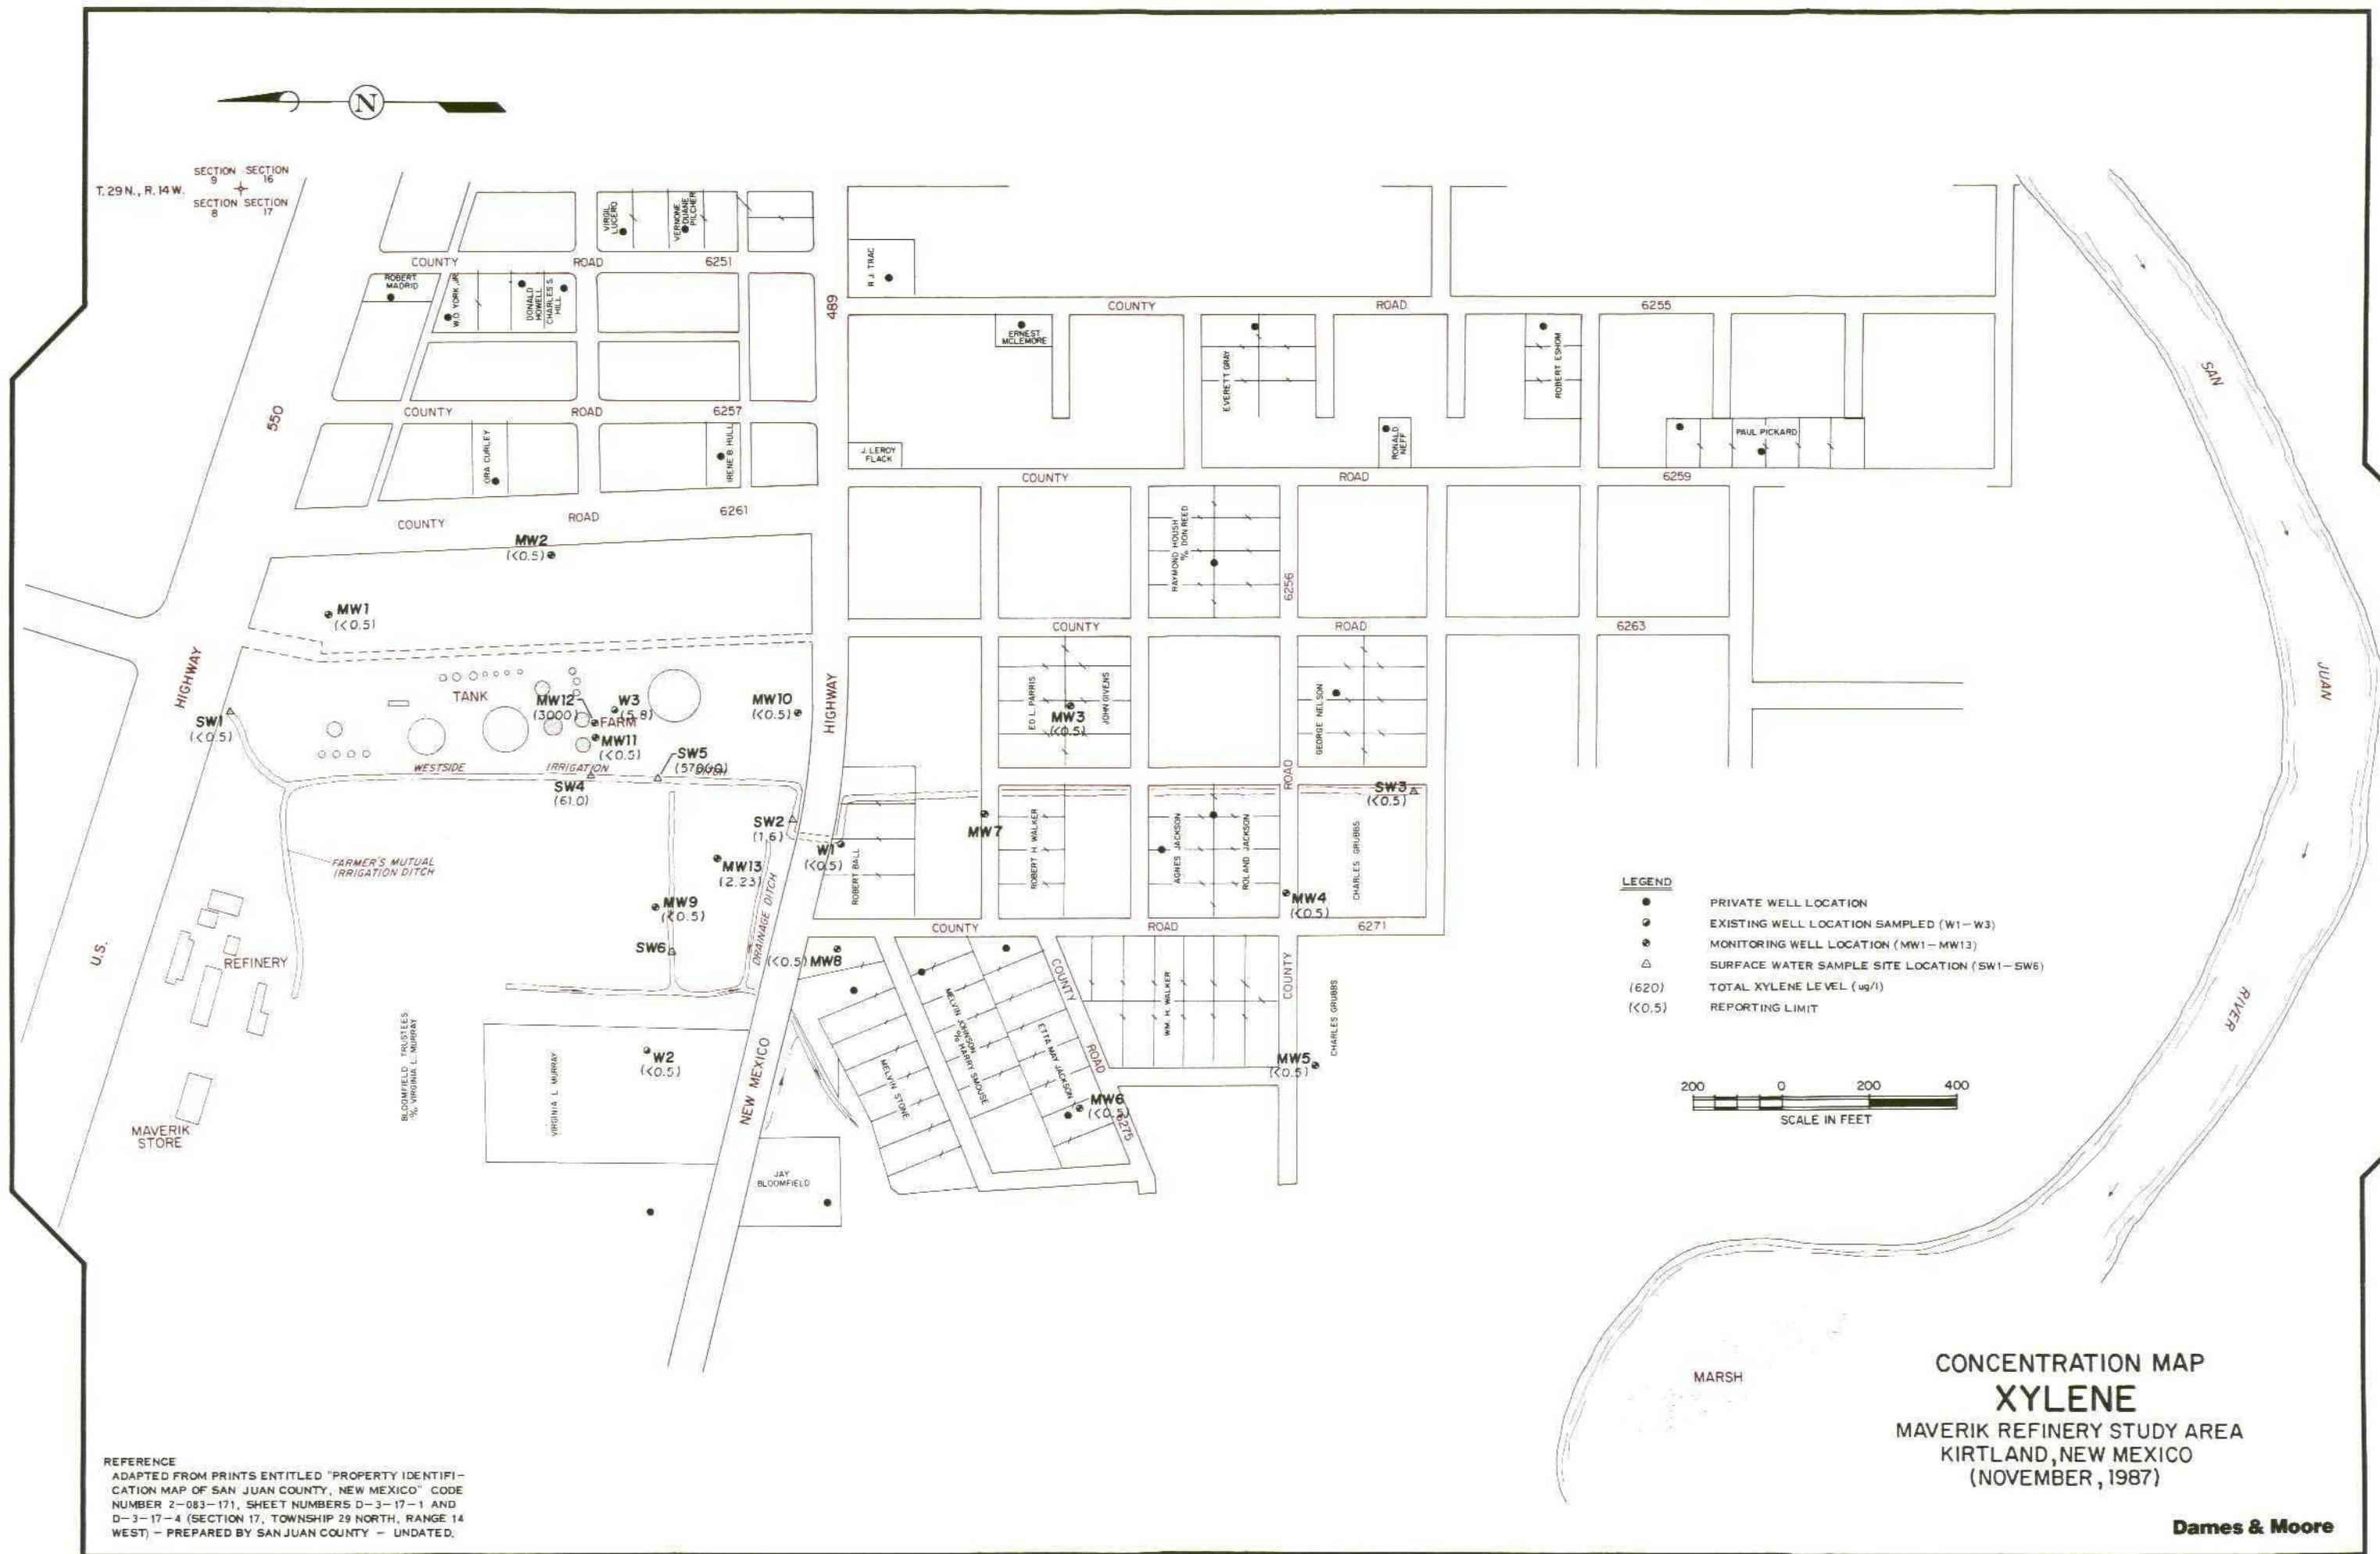 N
T. 29 N., R. 14 W.
SECTION 9
SECTION 16
SECTION 8
SECTION 17
VIRGIL LUCERO
VERNONE
DUANE PILCHER
COUNTY ROAD 6251
ROBERT MADRID
W.D. YORK, JR.
DONALD HOWELL
CHARLES S. HILL
R. J. TRAC
489
COUNTY ROAD 6255
ERNEST
MCLEMORE
EVERETT GRAY
ROBERT ESHOM
550
COUNTY ROAD 6257
ORA CURLEY
IRENE B. HULL
J. LEROY
FLACK
RONALD NEFF
PAUL PICKARD
COUNTY ROAD 6259
COUNTY ROAD 6261
SAN
JUAN
RIVER
MW2
(<0.5)
RAYMOND HOUSH
% DON REED
6256
MW1
(<0.5)
COUNTY ROAD 6263
HIGHWAY
TANK
FARM
MW12
(3000)
W3
(5.8)
MW10
(<0.5)
HIGHWAY
MW11
(<0.5)
SW1
(<0.5)
SW5
WESTSIDE IRRIGATION
SW4
(61.0)
ED L. PARRIS
MW3
(<0.5)
JOHN GIVENS
GEORGE NELSON
ROAD
SW3
(<0.5)
SW2
(1.6)
W1
(<0.5)
ROBERT BALL
MW7
ROBERT H. WALKER
AGNES JACKSON
ROLAND JACKSON
CHARLES GRUBBS
FARMER'S MUTUAL
IRRIGATION DITCH
MW13
(2.23)
MW9
(<0.5)
SW6
DRAINAGE DITCH
MW4
(<0.5)
COUNTY ROAD 6271
(<0.5) MW8
U.S.
REFINERY
BLOOMFIELD TRUSTEES
% VIRGINIA L. MURRAY
VIRGINIA L. MURRAY
W2
(<0.5)
NEW MEXICO
MELVIN STONE
MELVIN JOHNSON
% HARRY SMOUSE
ETTA MAY JACKSON
COUNTY
ROAD
6275
WM. H. WALKER
COUNTY
CHARLES GRUBBS
MW5
(<0.5)
MW6
(<0.5)
MAVERIK
STORE
JAY
BLOOMFIELD
LEGEND
PRIVATE WELL LOCATION
EXISTING WELL LOCATION SAMPLED (W1-W3)
MONITORING WELL LOCATION (MW1-MW13)
SURFACE WATER SAMPLE SITE LOCATION (SW1-SW6)
(620) TOTAL XYLENE LEVEL (ug/l)
(<0.5) REPORTING LIMIT
200 0 200 400
SCALE IN FEET
MARSH
CONCENTRATION MAP
XYLENE
MAVERIK REFINERY STUDY AREA
KIRTLAND, NEW MEXICO
(NOVEMBER, 1987)
Dames & Moore
REFERENCE
ADAPTED FROM PRINTS ENTITLED "PROPERTY IDENTIFI-
CATION MAP OF SAN JUAN COUNTY, NEW MEXICO" CODE
NUMBER 2-083-171, SHEET NUMBERS D-3-17-1 AND
D-3-17-4 (SECTION 17, TOWNSHIP 29 NORTH, RANGE 14
WEST) - PREPARED BY SAN JUAN COUNTY - UNDATED.